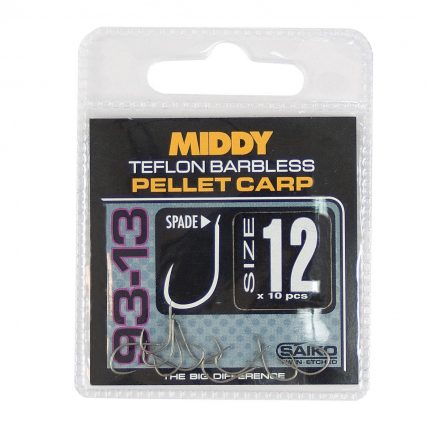 MIDDY
TEFLON BARBLESS
PELLET CARP
93-13
SPADE
SIZE
12
x 10 pcs
SAIKO
THE BIG DIFFERENCE